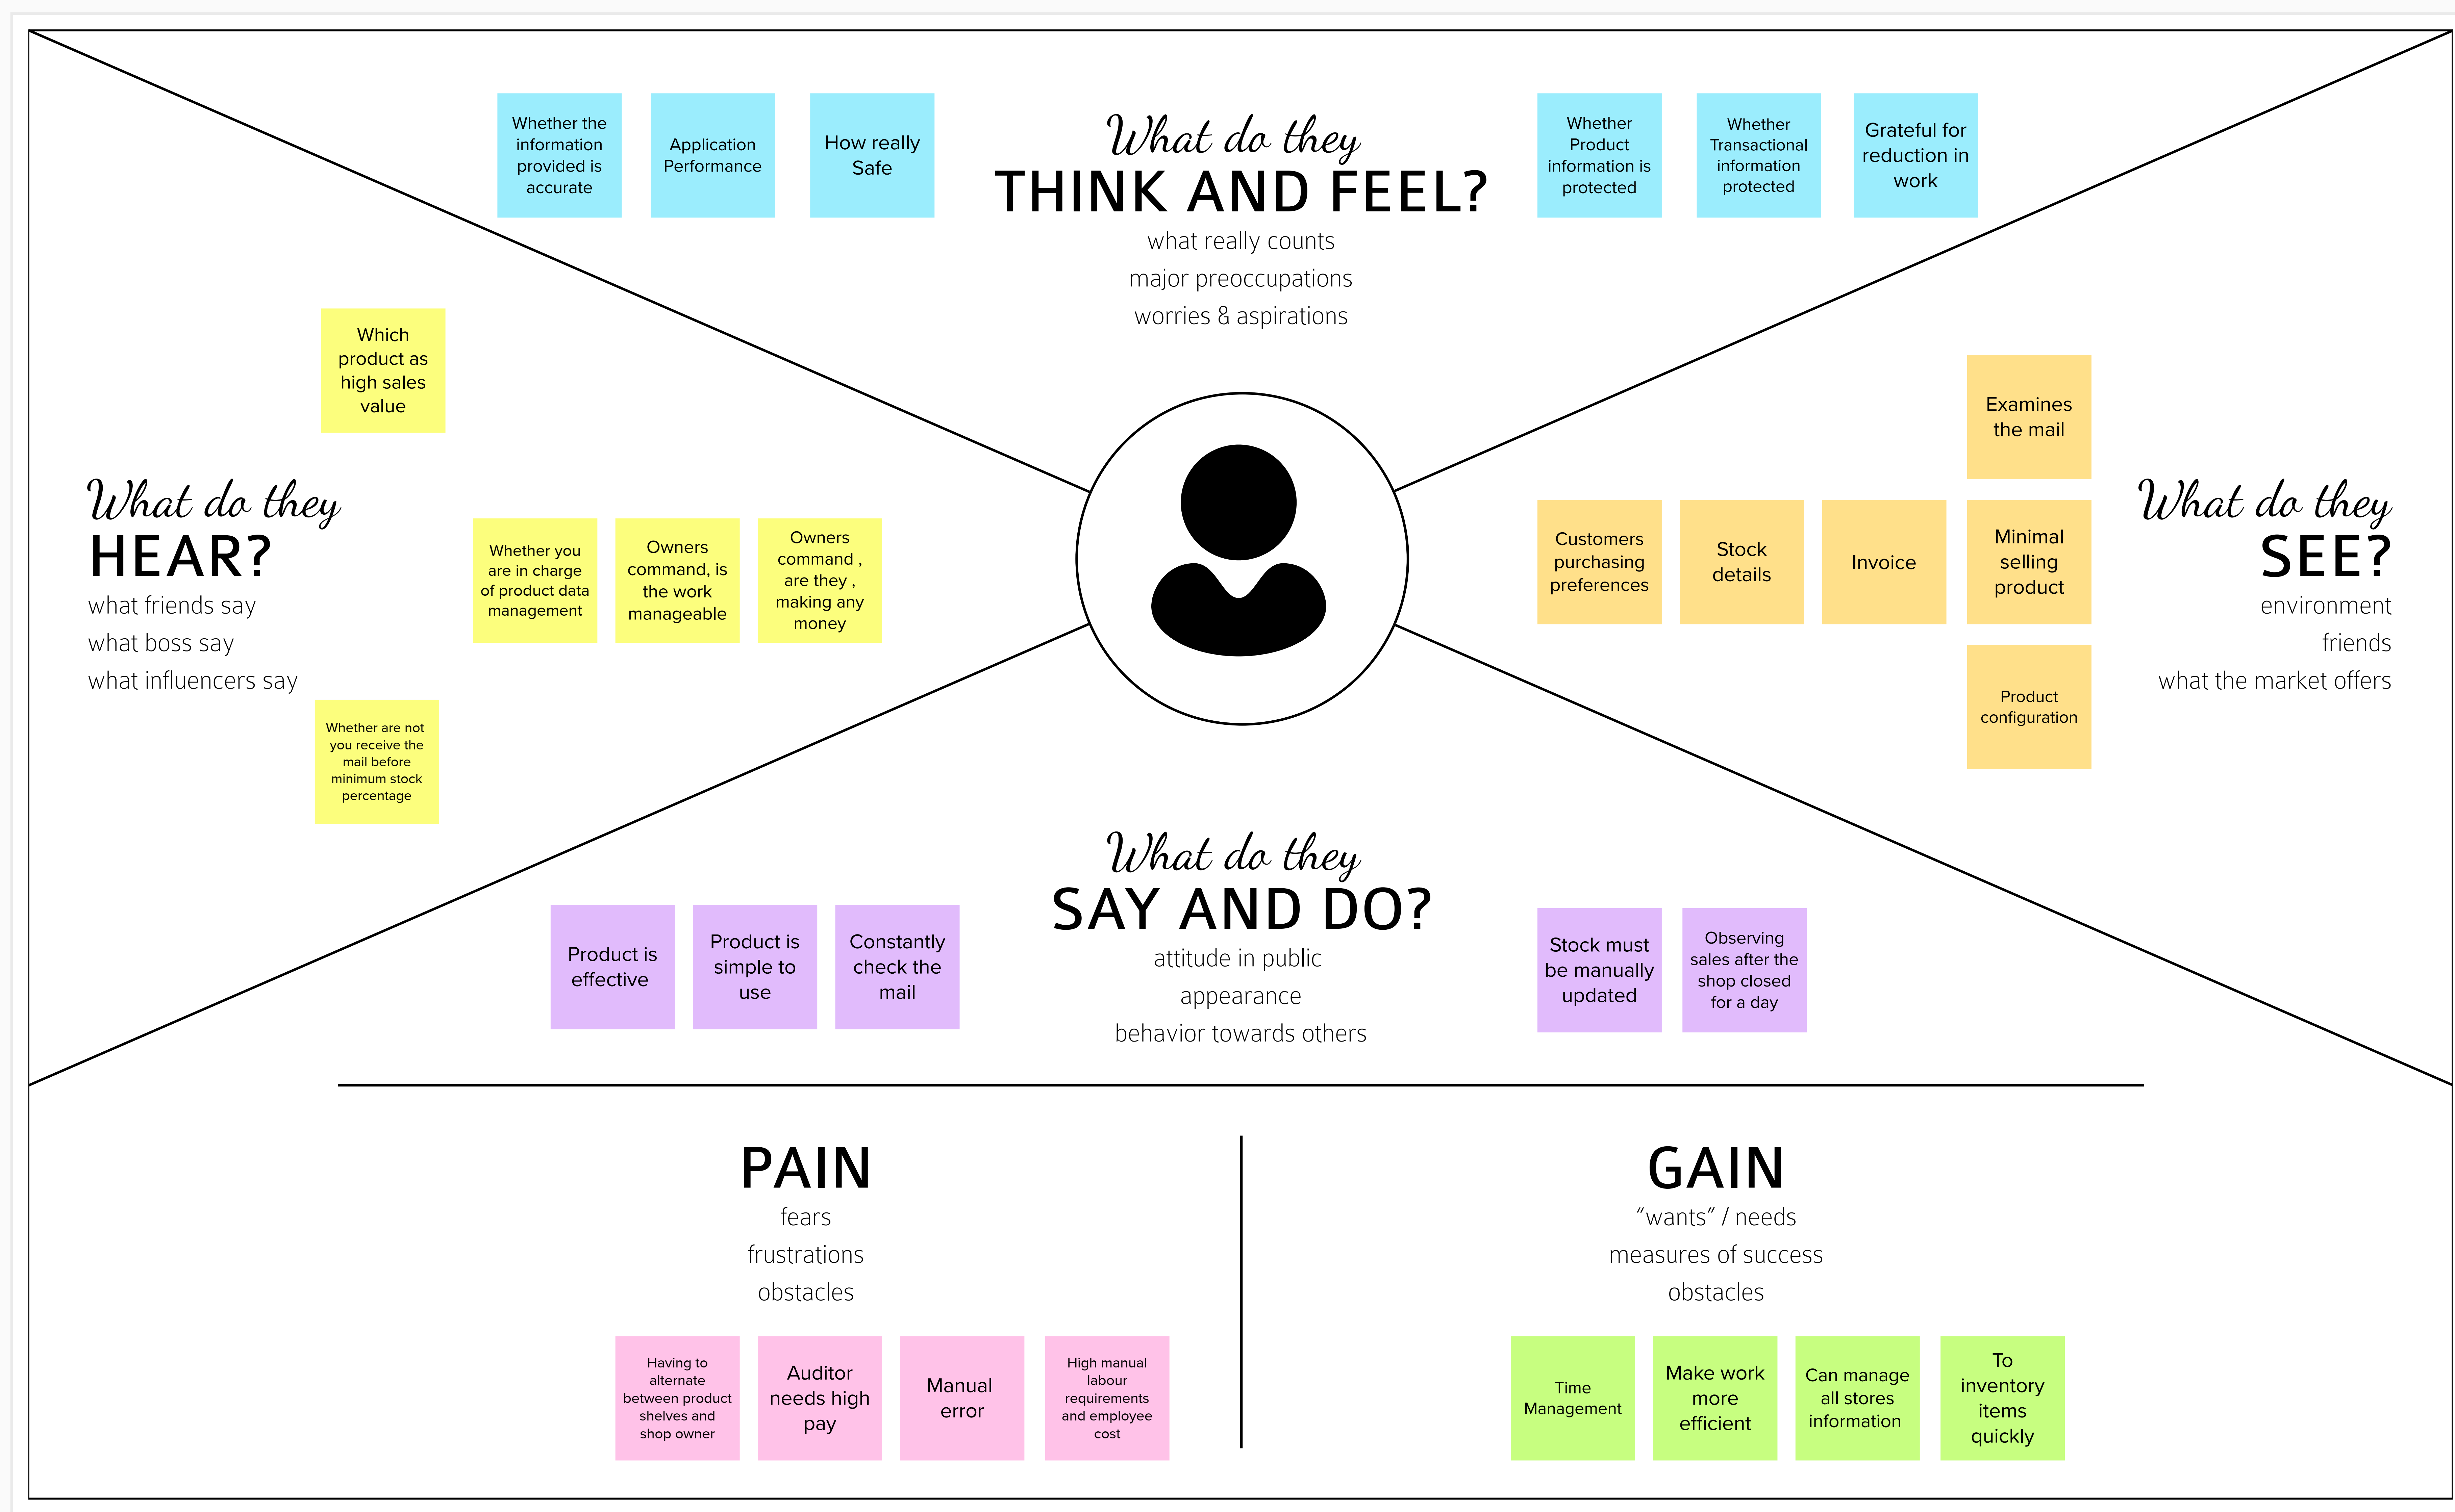 Whether the
information
provided is
accurate
Application
Performance
How really
Safe
What do they
THINK AND FEEL?
what really counts
major preoccupations
worries & aspirations
Whether
Product
information is
protected
Whether
Transactional
information
protected
Grateful for
reduction in
work
Which
product as
high sales
value
What do they
HEAR?
what friends say
what boss say
what influencers say
Whether you
are in charge
of product data
management
Owners
command, is
the work
manageable
Owners
command ,
are they ,
making any
money
Whether are not
you receive the
mail before
minimum stock
percentage
Examines
the mail
Customers
purchasing
preferences
Stock
details
Invoice
Minimal
selling
product
Product
configuration
What do they
SEE?
environment
friends
what the market offers
What do they
SAY AND DO?
attitude in public
appearance
behavior towards others
Product is
effective
Product is
simple to
use
Constantly
check the
mail
Stock must
be manually
updated
Observing
sales after the
shop closed
for a day
PAIN
fears
frustrations
obstacles
Having to
alternate
between product
shelves and
shop owner
Auditor
needs high
pay
Manual
error
High manual
labour
requirements
and employee
cost
GAIN
“wants” / needs
measures of success
obstacles
Time
Management
Make work
more
efficient
Can manage
all stores
information
To
inventory
items
quickly